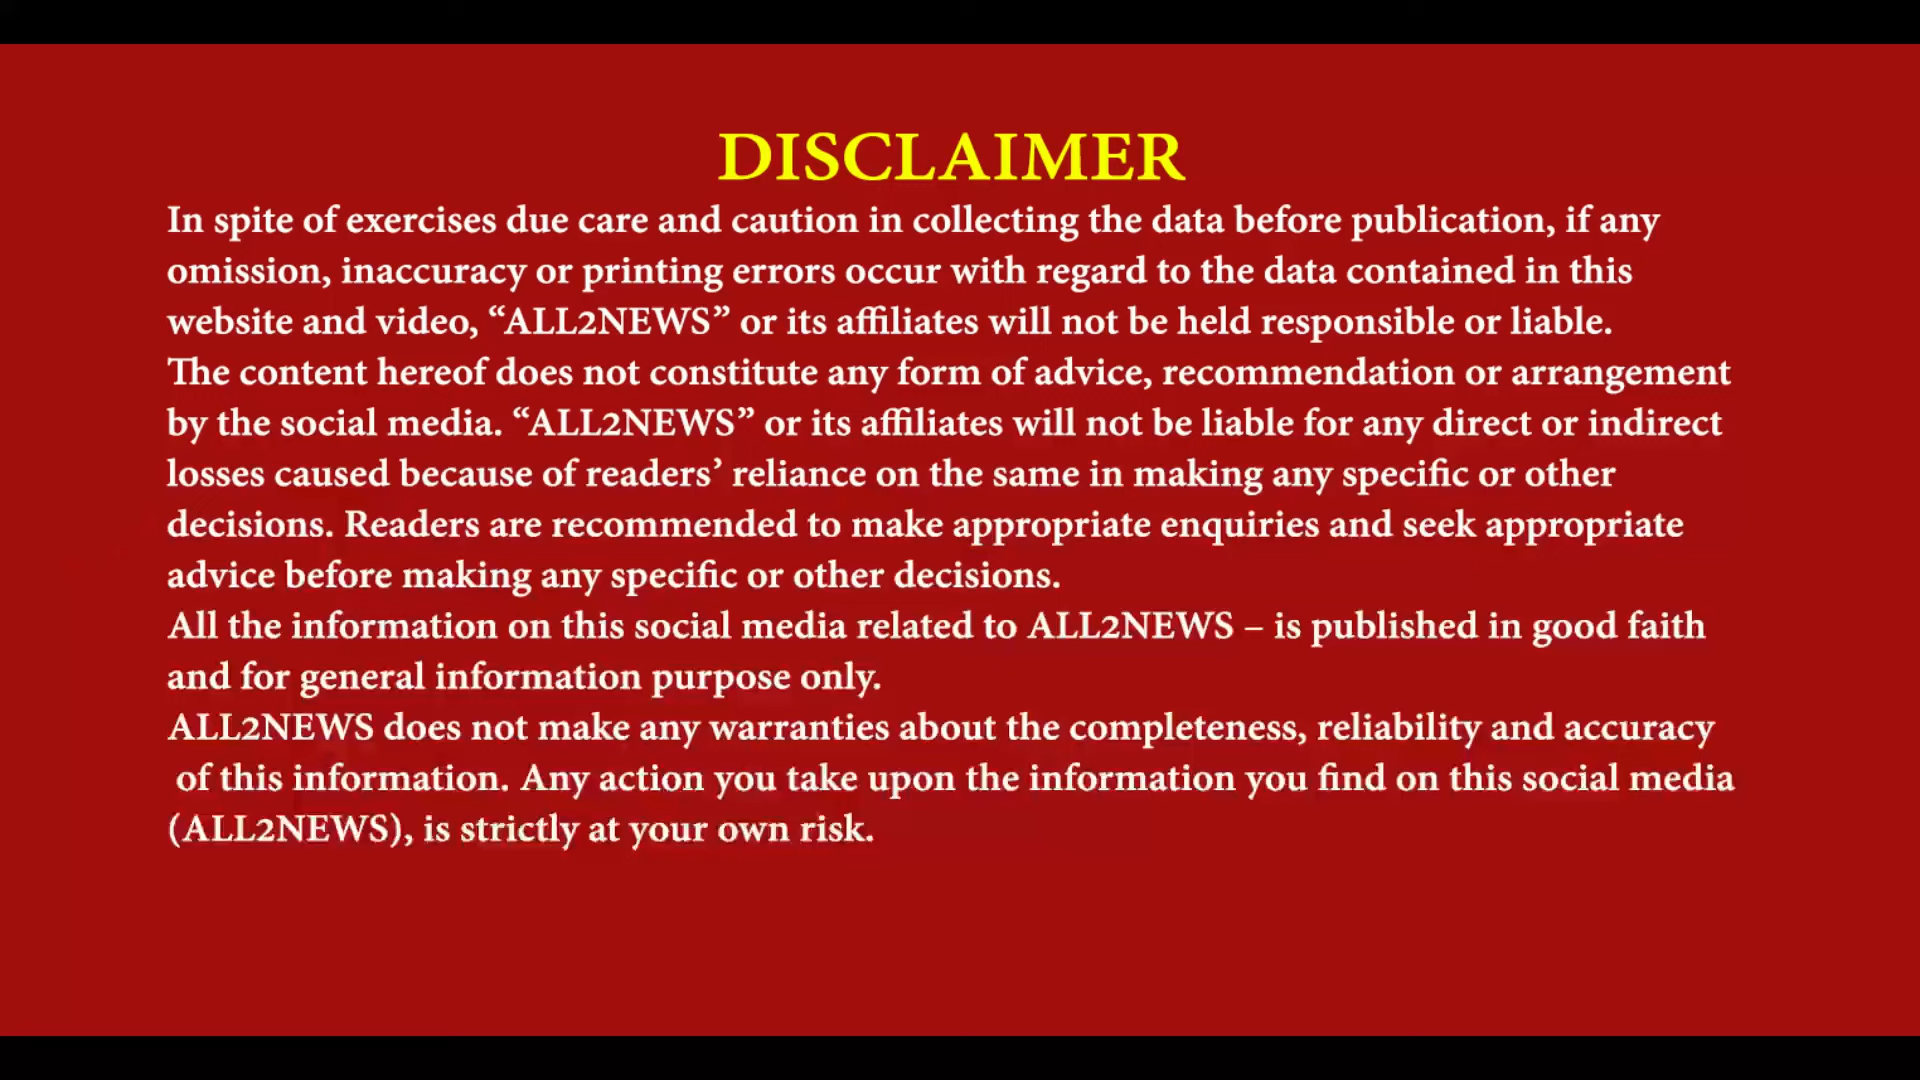 DISCLAIMER
In spite of exercises due care and caution in collecting the data before publication, if any
omission, inaccuracy or printing errors occur with regard to the data contained in this
website and video, “ALL2NEWS” or its affiliates will not be held responsible or liable.
The content hereof does not constitute any form of advice, recommendation or arrangement
by the social media. “ALL2NEWS” or its affiliates will not be liable for any direct or indirect
losses caused because of readers’ reliance on the same in making any specific or other
decisions. Readers are recommended to make appropriate enquiries and seek appropriate
advice before making any specific or other decisions.
All the information on this social media related to ALL2NEWS – is published in good faith
and for general information purpose only.
ALL2NEWS does not make any warranties about the completeness, reliability and accuracy
of this information. Any action you take upon the information you find on this social media
(ALL2NEWS), is strictly at your own risk.